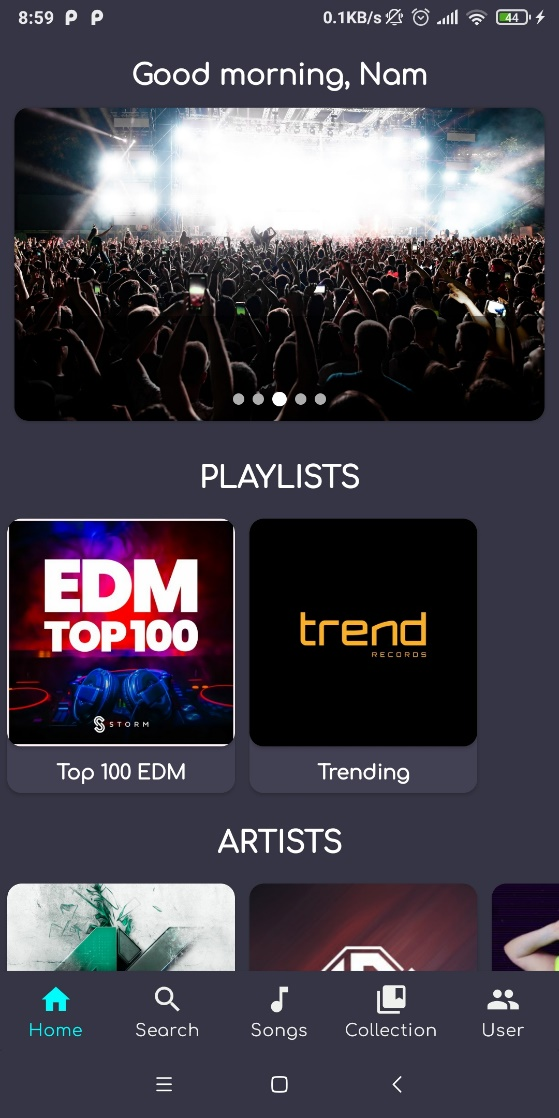 8:59
0.1KB/s
44
Good morning, Nam
PLAYLISTS
EDM
TOP 100
STORM
trend
RECORDS
Top 100 EDM
Trending
ARTISTS
Home
Search
Songs
Collection
User